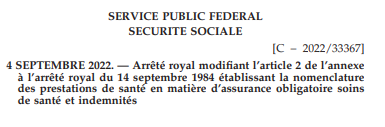 SERVICE PUBLIC FEDERAL
SECURITE SOCIALE
[C – 2022/33367]
4 SEPTEMBRE 2022. — Arrêté royal modifiant l'article 2 de l'annexe
à l'arrêté royal du 14 septembre 1984 établissant la nomenclature
des prestations de santé en matière d'assurance obligatoire soins
de santé et indemnités